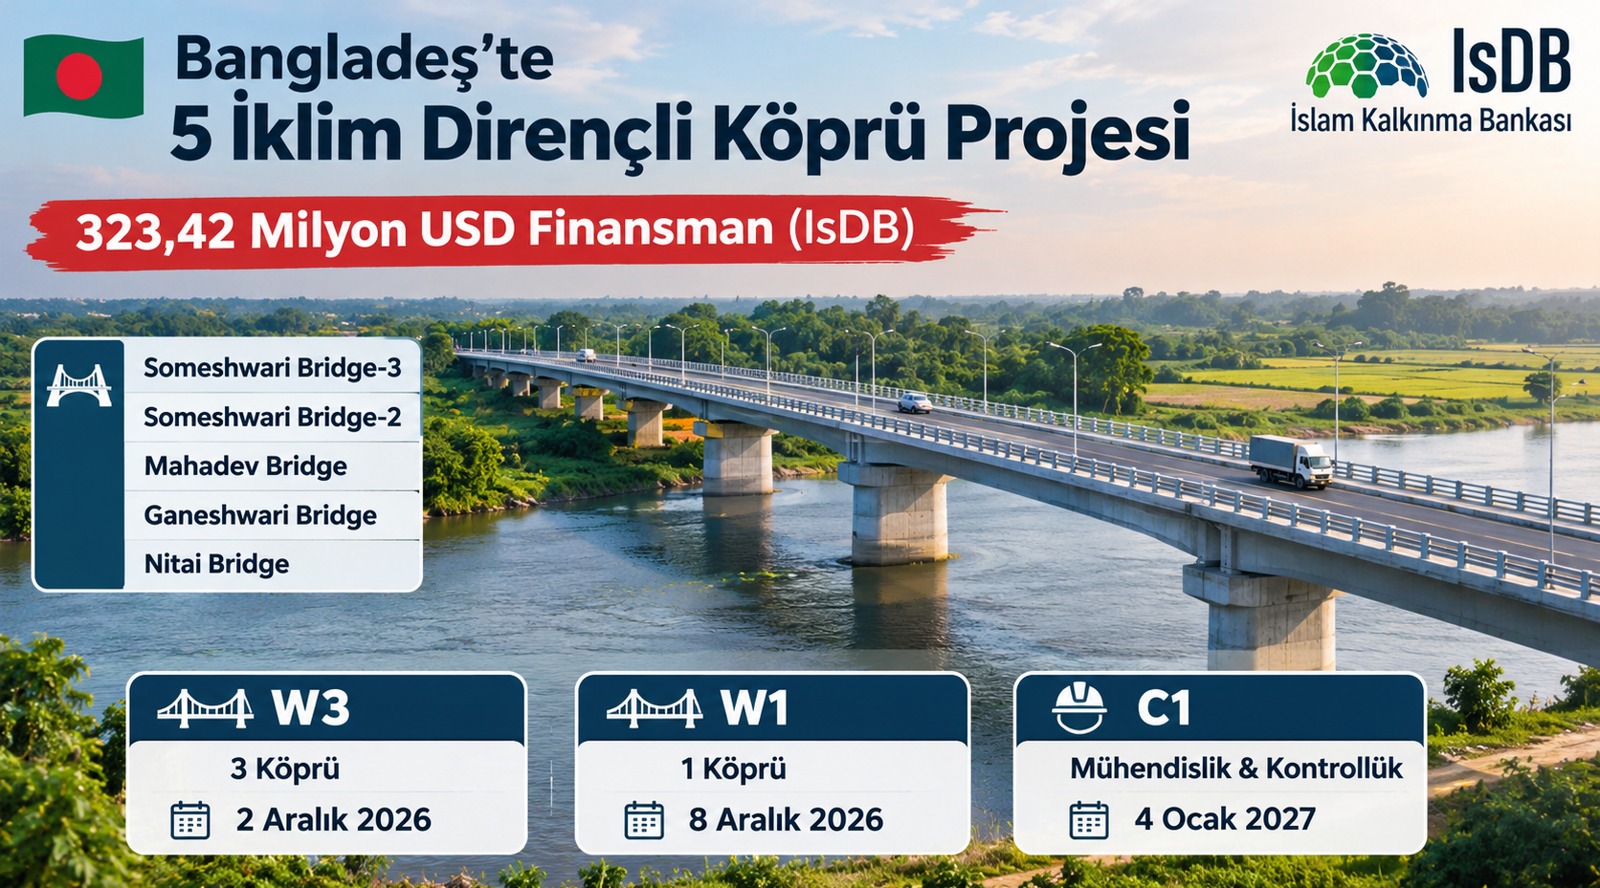 Bangladeş'te
5 İklim Dirençli Köprü Projesi
IsDB
İslam Kalkınma Bankası
323,42 Milyon USD Finansman (IsDB)
Someshwari Bridge-3
Someshwari Bridge-2
Mahadev Bridge
Ganeshwari Bridge
Nitai Bridge
W3
3 Köprü
2 Aralık 2026
W1
1 Köprü
8 Aralık 2026
C1
Mühendislik & Kontrollük
4 Ocak 2027